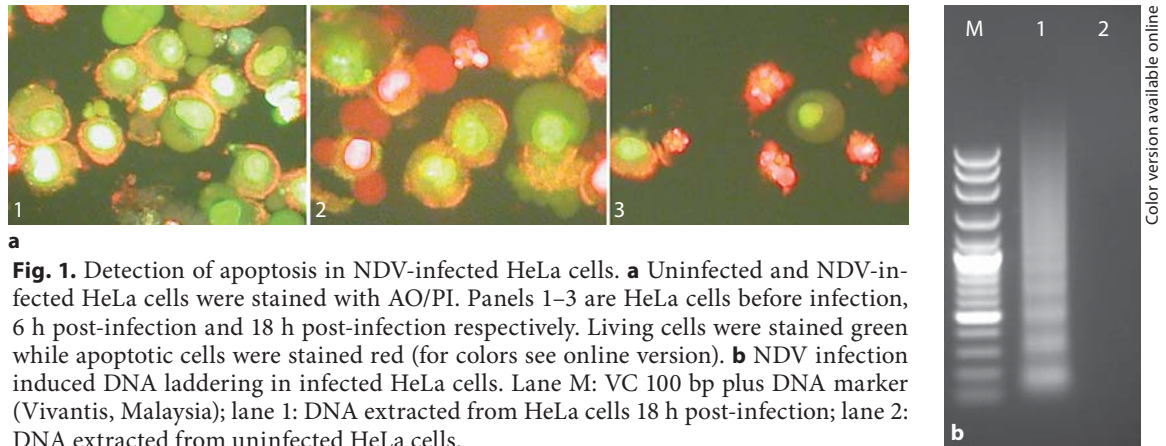 1
2
3
M
1
2
Color version available online
a
b
Fig. 1. Detection of apoptosis in NDV-infected HeLa cells. a Uninfected and NDV-in-
fected HeLa cells were stained with AO/PI. Panels 1–3 are HeLa cells before infection,
6 h post-infection and 18 h post-infection respectively. Living cells were stained green
while apoptotic cells were stained red (for colors see online version). b NDV infection
induced DNA laddering in infected HeLa cells. Lane M: VC 100 bp plus DNA marker
(Vivantis, Malaysia); lane 1: DNA extracted from HeLa cells 18 h post-infection; lane 2:
DNA extracted from uninfected HeLa cells.